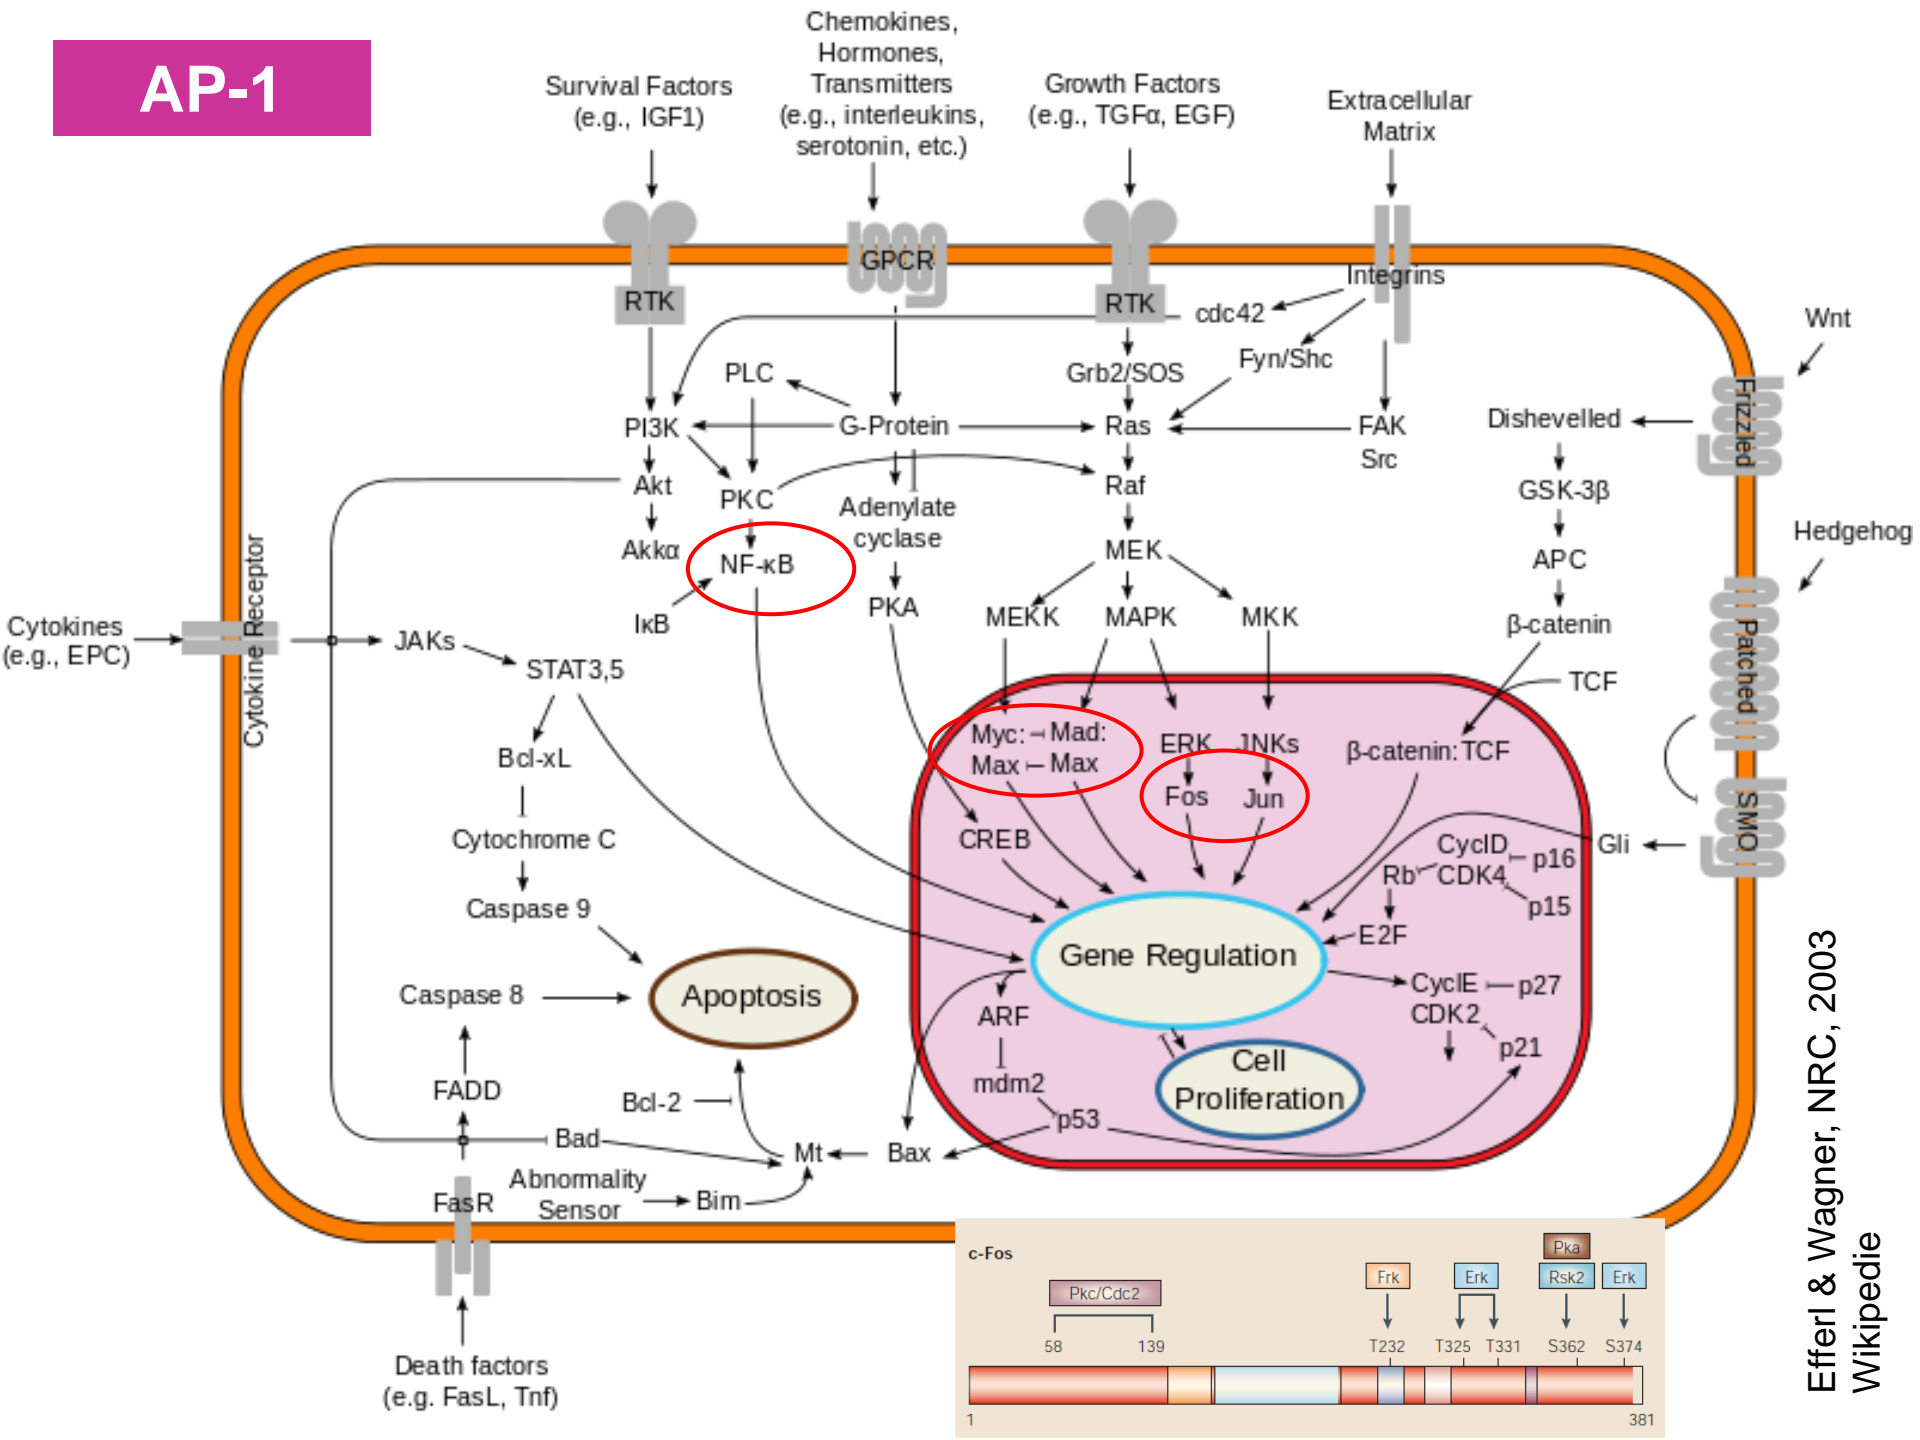 AP-1
Survival Factors
(e.g., IGF1)
Chemokines,
Hormones,
Transmitters
(e.g., interleukins,
serotonin, etc.)
Growth Factors
(e.g., TGFα, EGF)
Extracellular
Matrix
RTK
GPCR
RTK
Integrins
cdc42
Wnt
Fyn/Shc
PLC
Grb2/SOS
Frizzled
PI3K
G-Protein
Ras
FAK
Src
Dishevelled
Akt
PKC
Raf
Adenylate
cyclase
GSK-3β
Hedgehog
Akkα
NF-κB
MEK
APC
Cytokine Receptor
Cytokines
(e.g., EPC)
JAKs
IκB
PKA
MEKK
MAPK
MKK
β-catenin
Patched
STAT3,5
TCF
Myc:
Mad:
Max
Max
ERK
JNKs
β-catenin:TCF
Bcl-xL
Fos
Jun
SMO
Cytochrome C
CREB
CyclD
CDK4
p16
Gli
Rb
p15
Caspase 9
E2F
Gene Regulation
Caspase 8
Apoptosis
CyclE
CDK2
p27
ARF
p21
Cell
Proliferation
FADD
Bcl-2
mdm2
p53
Bad
Mt
Bax
Abnormality
Sensor
Bim
FasR
Death factors
(e.g. FasL, Tnf)
c-Fos
Pka
Frk
Erk
Rsk2
Erk
Pkc/Cdc2
58
139
T232
T325
T331
S362
S374
1
381
Efferl & Wagner, NRC, 2003
Wikipedie